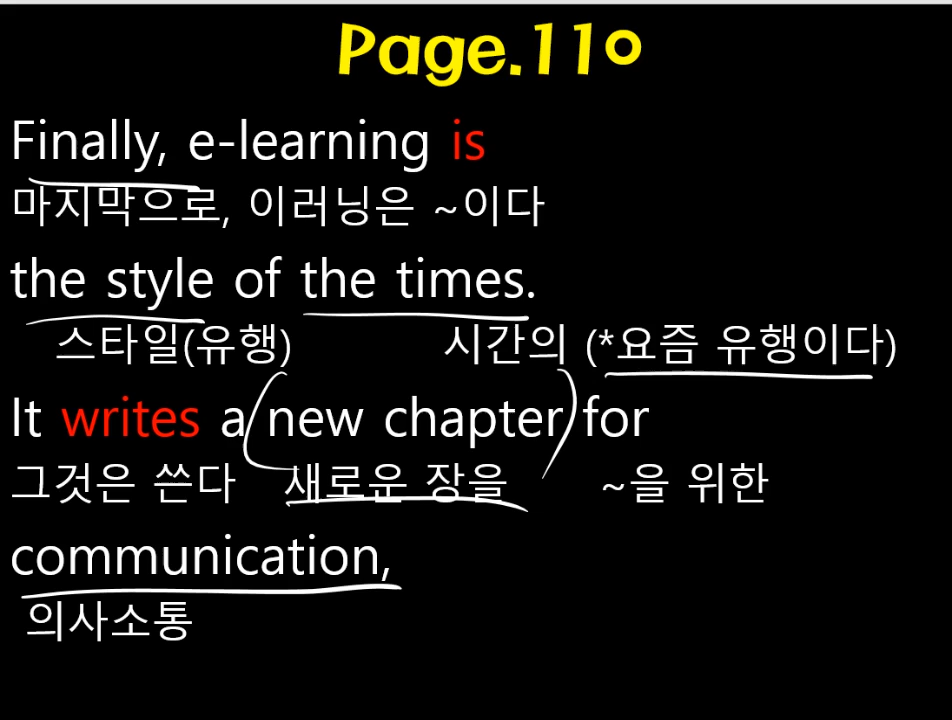 Page.110
Finally, e-learning is
마지막으로, 이러닝은 ~이다
the style of the times.
스타일(유행) 시간의 (*요즘 유행이다)
It writes a new chapter for
그것은 쓴다 새로운 장을 ~을 위한
communication,
의사소통